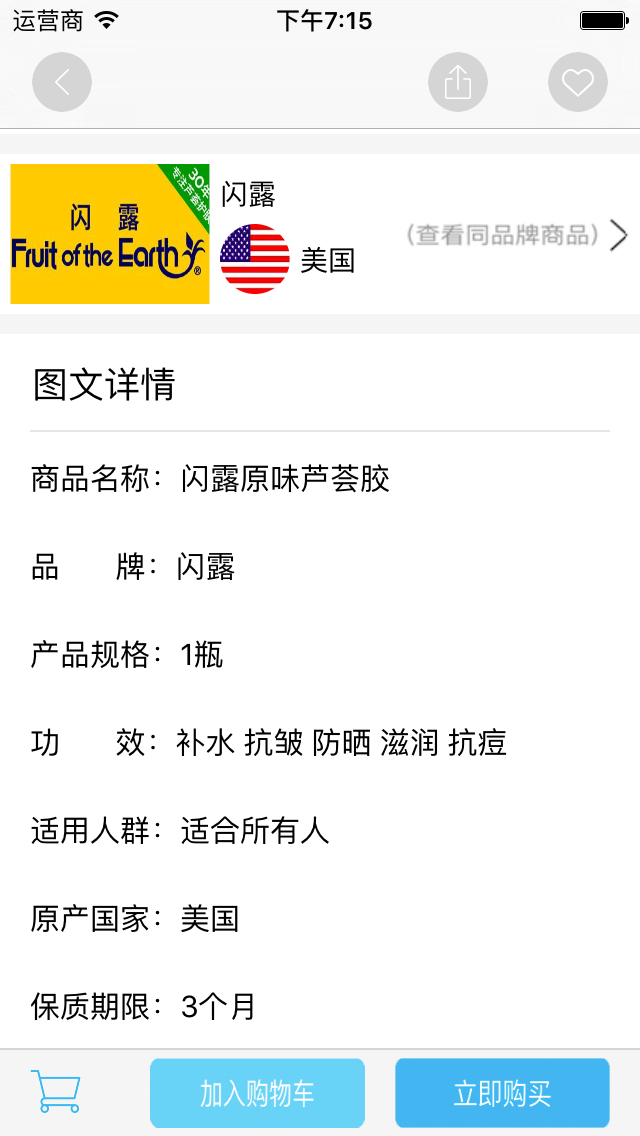 运营商 下午7:15
30年
专注芦荟护肤
闪 露
Fruit of the Earth®
闪露
美国
(查看同品牌商品)
图文详情
商品名称：闪露原味芦荟胶
品 牌：闪露
产品规格：1瓶
功 效：补水 抗皱 防晒 滋润 抗痘
适用人群：适合所有人
原产国家：美国
保质期限：3个月
加入购物车 立即购买